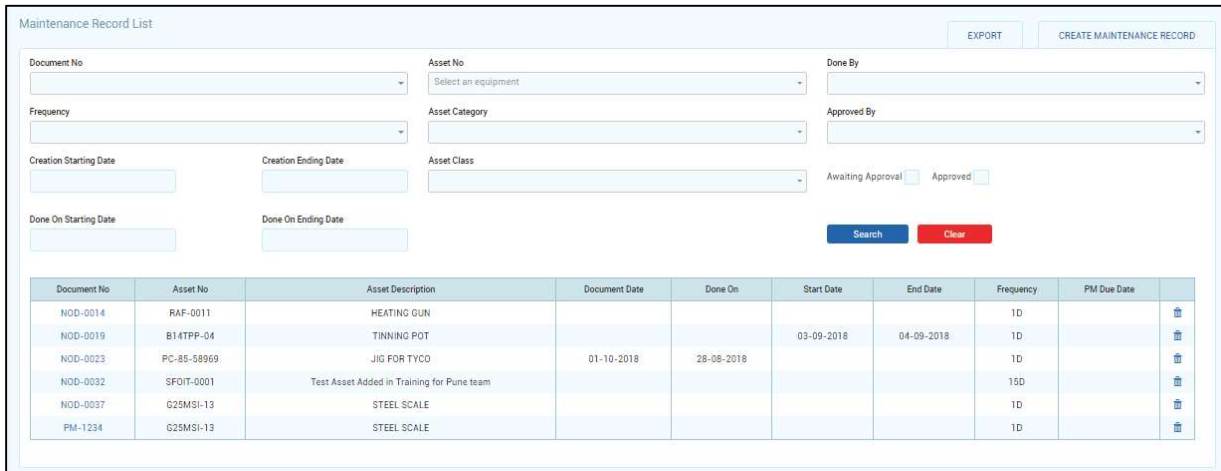 Maintenance Record List
EXPORT CREATE MAINTENANCE RECORD
Document No Asset No Done By
Select an equipment
Frequency Asset Category Approved By
Creation Starting Date Creation Ending Date Asset Class
Awaiting Approval Approved
Done On Starting Date Done On Ending Date
Search Clear
Document No Asset No Asset Description Document Date Done On Start Date End Date Frequency PM Due Date
NOD-0014 RAF-0011 HEATING GUN 1D
NOD-0019 B14TPP-04 TINNING POT 03-09-2018 04-09-2018 1D
NOD-0023 PC-85-58969 JIG FOR TYCO 01-10-2018 28-08-2018 1D
NOD-0032 SFOIT-0001 Test Asset Added in Training for Pune team 15D
NOD-0037 G25MSI-13 STEEL SCALE 1D
PM-1234 G25MSI-13 STEEL SCALE 1D